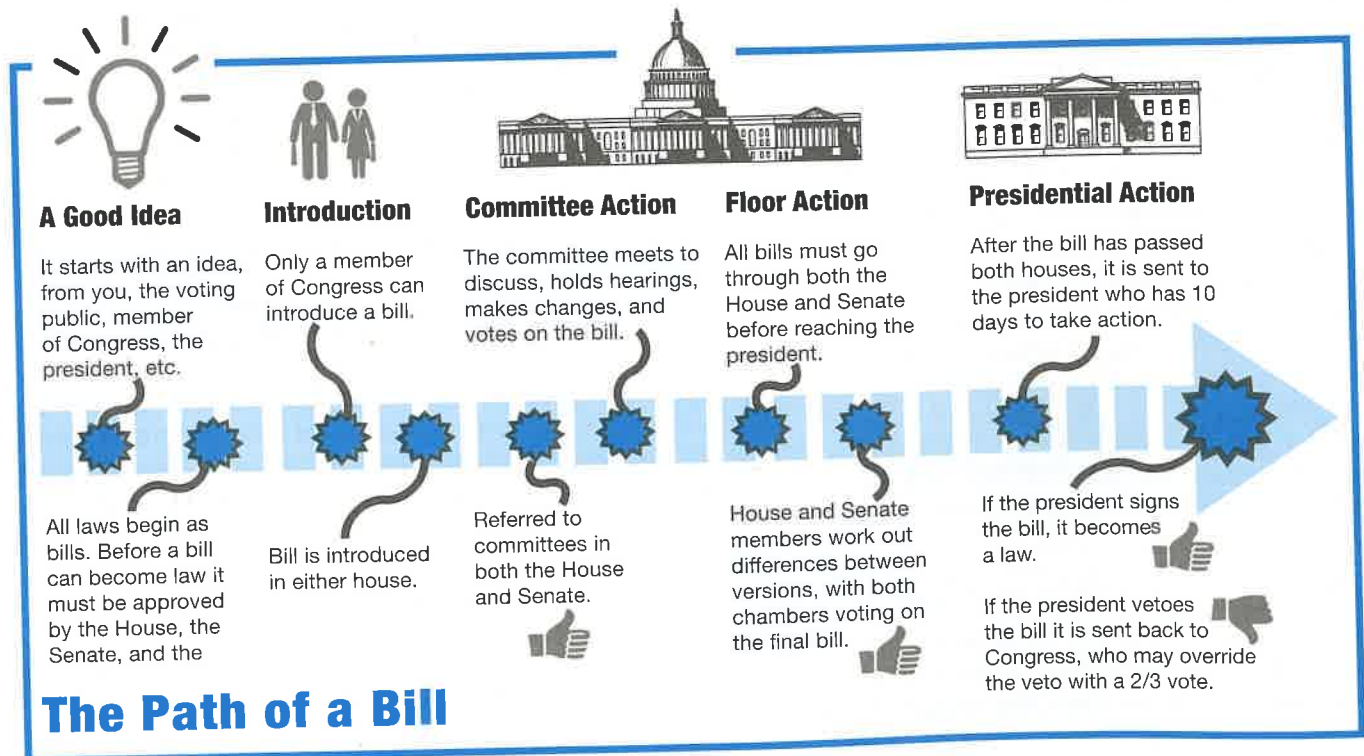 A Good Idea
It starts with an idea,
from you, the voting
public, member
of Congress, the
president, etc.
All laws begin as
bills. Before a bill
can become law it
must be approved
by the House, the
Senate, and the
Introduction
Only a member
of Congress can
introduce a bill.
Bill is introduced
in either house.
Committee Action
The committee meets to
discuss, holds hearings,
makes changes, and
votes on the bill.
Referred to
committees in
both the House
and Senate.
Floor Action
All bills must go
through both the
House and Senate
before reaching the
president.
House and Senate
members work out
differences between
versions, with both
chambers voting on
the final bill.
Presidential Action
After the bill has passed
both houses, it is sent to
the president who has 10
days to take action.
If the president signs
the bill, it becomes
a law.
If the president vetoes
the bill it is sent back to
Congress, who may override
the veto with a 2/3 vote.
The Path of a Bill